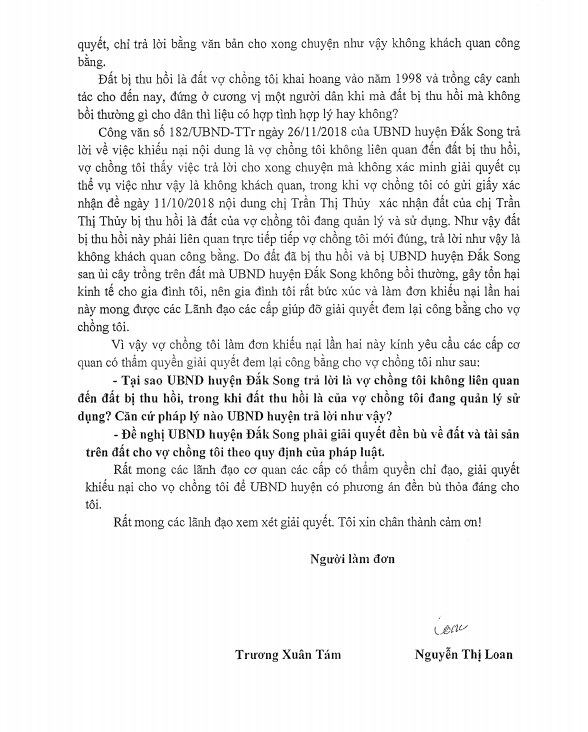 quyết, chỉ trả lời bằng văn bản cho xong chuyện như vậy không khách quan công
bằng.
Đất bị thu hồi là đất vợ chồng tôi khai hoang vào năm 1998 và trồng cây canh
tác cho đến nay, đứng ở cương vị một người dân khi mà đất bị thu hồi mà không
bồi thường gì cho dân thì liệu có hợp tình hợp lý hay không?
Công văn số 182/UBND-TTr ngày 26/11/2018 của UBND huyện Đắk Song trả
lời về việc khiếu nại nội dung là vợ chồng tôi không liên quan đến đất bị thu hồi,
vợ chồng tôi thấy việc trả lời cho xong chuyện mà không xác minh giải quyết cụ
thể vụ việc như vậy là không khách quan, trong khi vợ chồng tôi có gửi giấy xác
nhận đề ngày 11/10/2018 nội dung chị Trần Thị Thủy xác nhận đất của chị Trần
Thị Thủy bị thu hồi là đất của vợ chồng tôi đang quản lý và sử dụng. Như vậy đất
bị thu hồi này phải liên quan trực tiếp tiếp vợ chồng tôi mới đúng, trả lời như vậy là
không khách quan công bằng. Do đất đã bị thu hồi và bị UBND huyện Đắk Song
san ủi cây trồng trên đất mà UBND huyện Đắk Song không bồi thường, gây tổn hại
kinh tế cho gia đình tôi, nên gia đình tôi rất bức xúc và làm đơn khiếu nại lần hai
này mong được các Lãnh đạo các cấp giúp đỡ giải quyết đem lại công bằng cho vợ
chồng tôi.
Vì vậy vợ chồng tôi làm đơn khiếu nại lần hai này kính yêu cầu các cấp cơ
quan có thẩm quyền giải quyết đem lại công bằng cho vợ chồng tôi như sau:
- Tại sao UBND huyện Đắk Song trả lời là vợ chồng tôi không liên quan
đến đất bị thu hồi, trong khi đất thu hồi là của vợ chồng tôi đang quản lý sử
dụng? Căn cứ pháp lý nào UBND huyện trả lời như vậy?
- Đề nghị UBND huyện Đắk Song phải giải quyết đền bù về đất và tài sản
trên đất cho vợ chồng tôi theo quy định của pháp luật.
Rất mong các lãnh đạo cơ quan các cấp có thẩm quyền chỉ đạo, giải quyết
khiếu nại cho vọ chồng tôi để UBND huyện có phương án đền bù thỏa đáng cho
tôi.
Rất mong các lãnh đạo xem xét giải quyết. Tôi xin chân thành cảm ơn!
Người làm đơn
Trương Xuân Tám Nguyễn Thị Loan